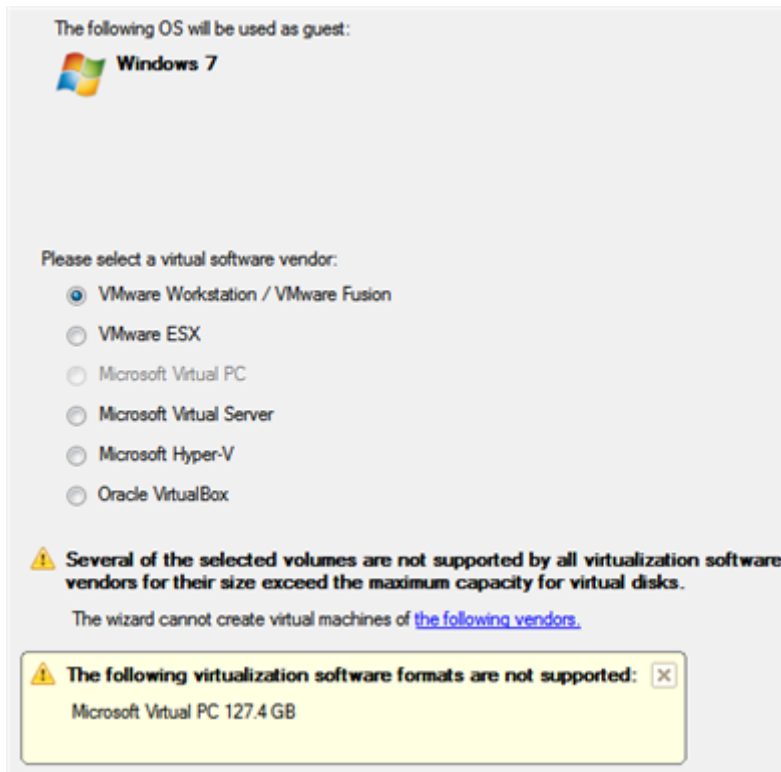 The following OS will be used as guest:
Windows 7
Please select a virtual software vendor:
VMware Workstation / VMware Fusion
VMware ESX
Microsoft Virtual PC
Microsoft Virtual Server
Microsoft Hyper-V
Oracle VirtualBox
Several of the selected volumes are not supported by all virtualization software
vendors for their size exceed the maximum capacity for virtual disks.
The wizard cannot create virtual machines of the following vendors.
The following virtualization software formats are not supported:
Microsoft Virtual PC 127.4 GB